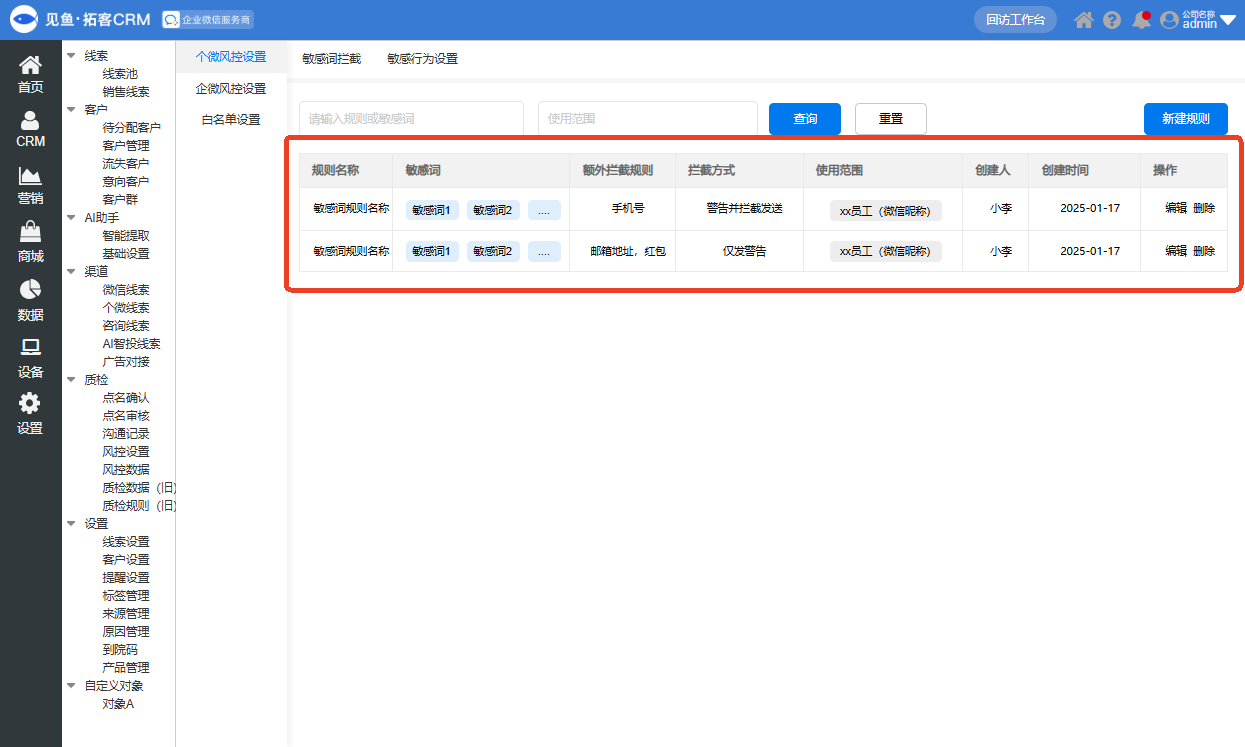 见鱼·拓客CRM 企业微信服务商 回访工作台 公司名称
admin
首页
CRM
营销
商城
数据
设备
设置
线索
线索池
销售线索
客户
待分配客户
客户管理
流失客户
意向客户
客户群
AI助手
智能提取
基础设置
渠道
微信线索
个微线索
咨询线索
AI智投线索
广告对接
质检
点名确认
点名审核
沟通记录
风控设置
风控数据
质检数据（旧）
质检规则（旧）
设置
线索设置
客户设置
提醒设置
标签管理
来源管理
原因管理
到院码
产品管理
自定义对象
对象A
个微风控设置
企微风控设置
白名单设置
敏感词拦截 敏感行为设置
请输入规则或敏感词 使用范围 查询 重置 新建规则
规则名称 敏感词 额外拦截规则 拦截方式 使用范围 创建人 创建时间 操作
敏感词规则名称 敏感词1 敏感词2 .... 手机号 警告并拦截发送 xx员工（微信昵称） 小李 2025-01-17 编辑 删除
敏感词规则名称 敏感词1 敏感词2 .... 邮箱地址，红包 仅发警告 xx员工（微信昵称） 小李 2025-01-17 编辑 删除